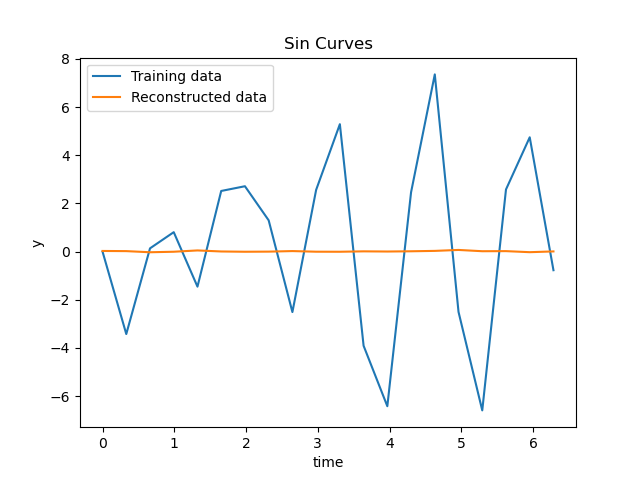 Sin Curves
Training data
Reconstructed data
8
6
4
2
0
−2
−4
−6
y
0 1 2 3 4 5 6
time